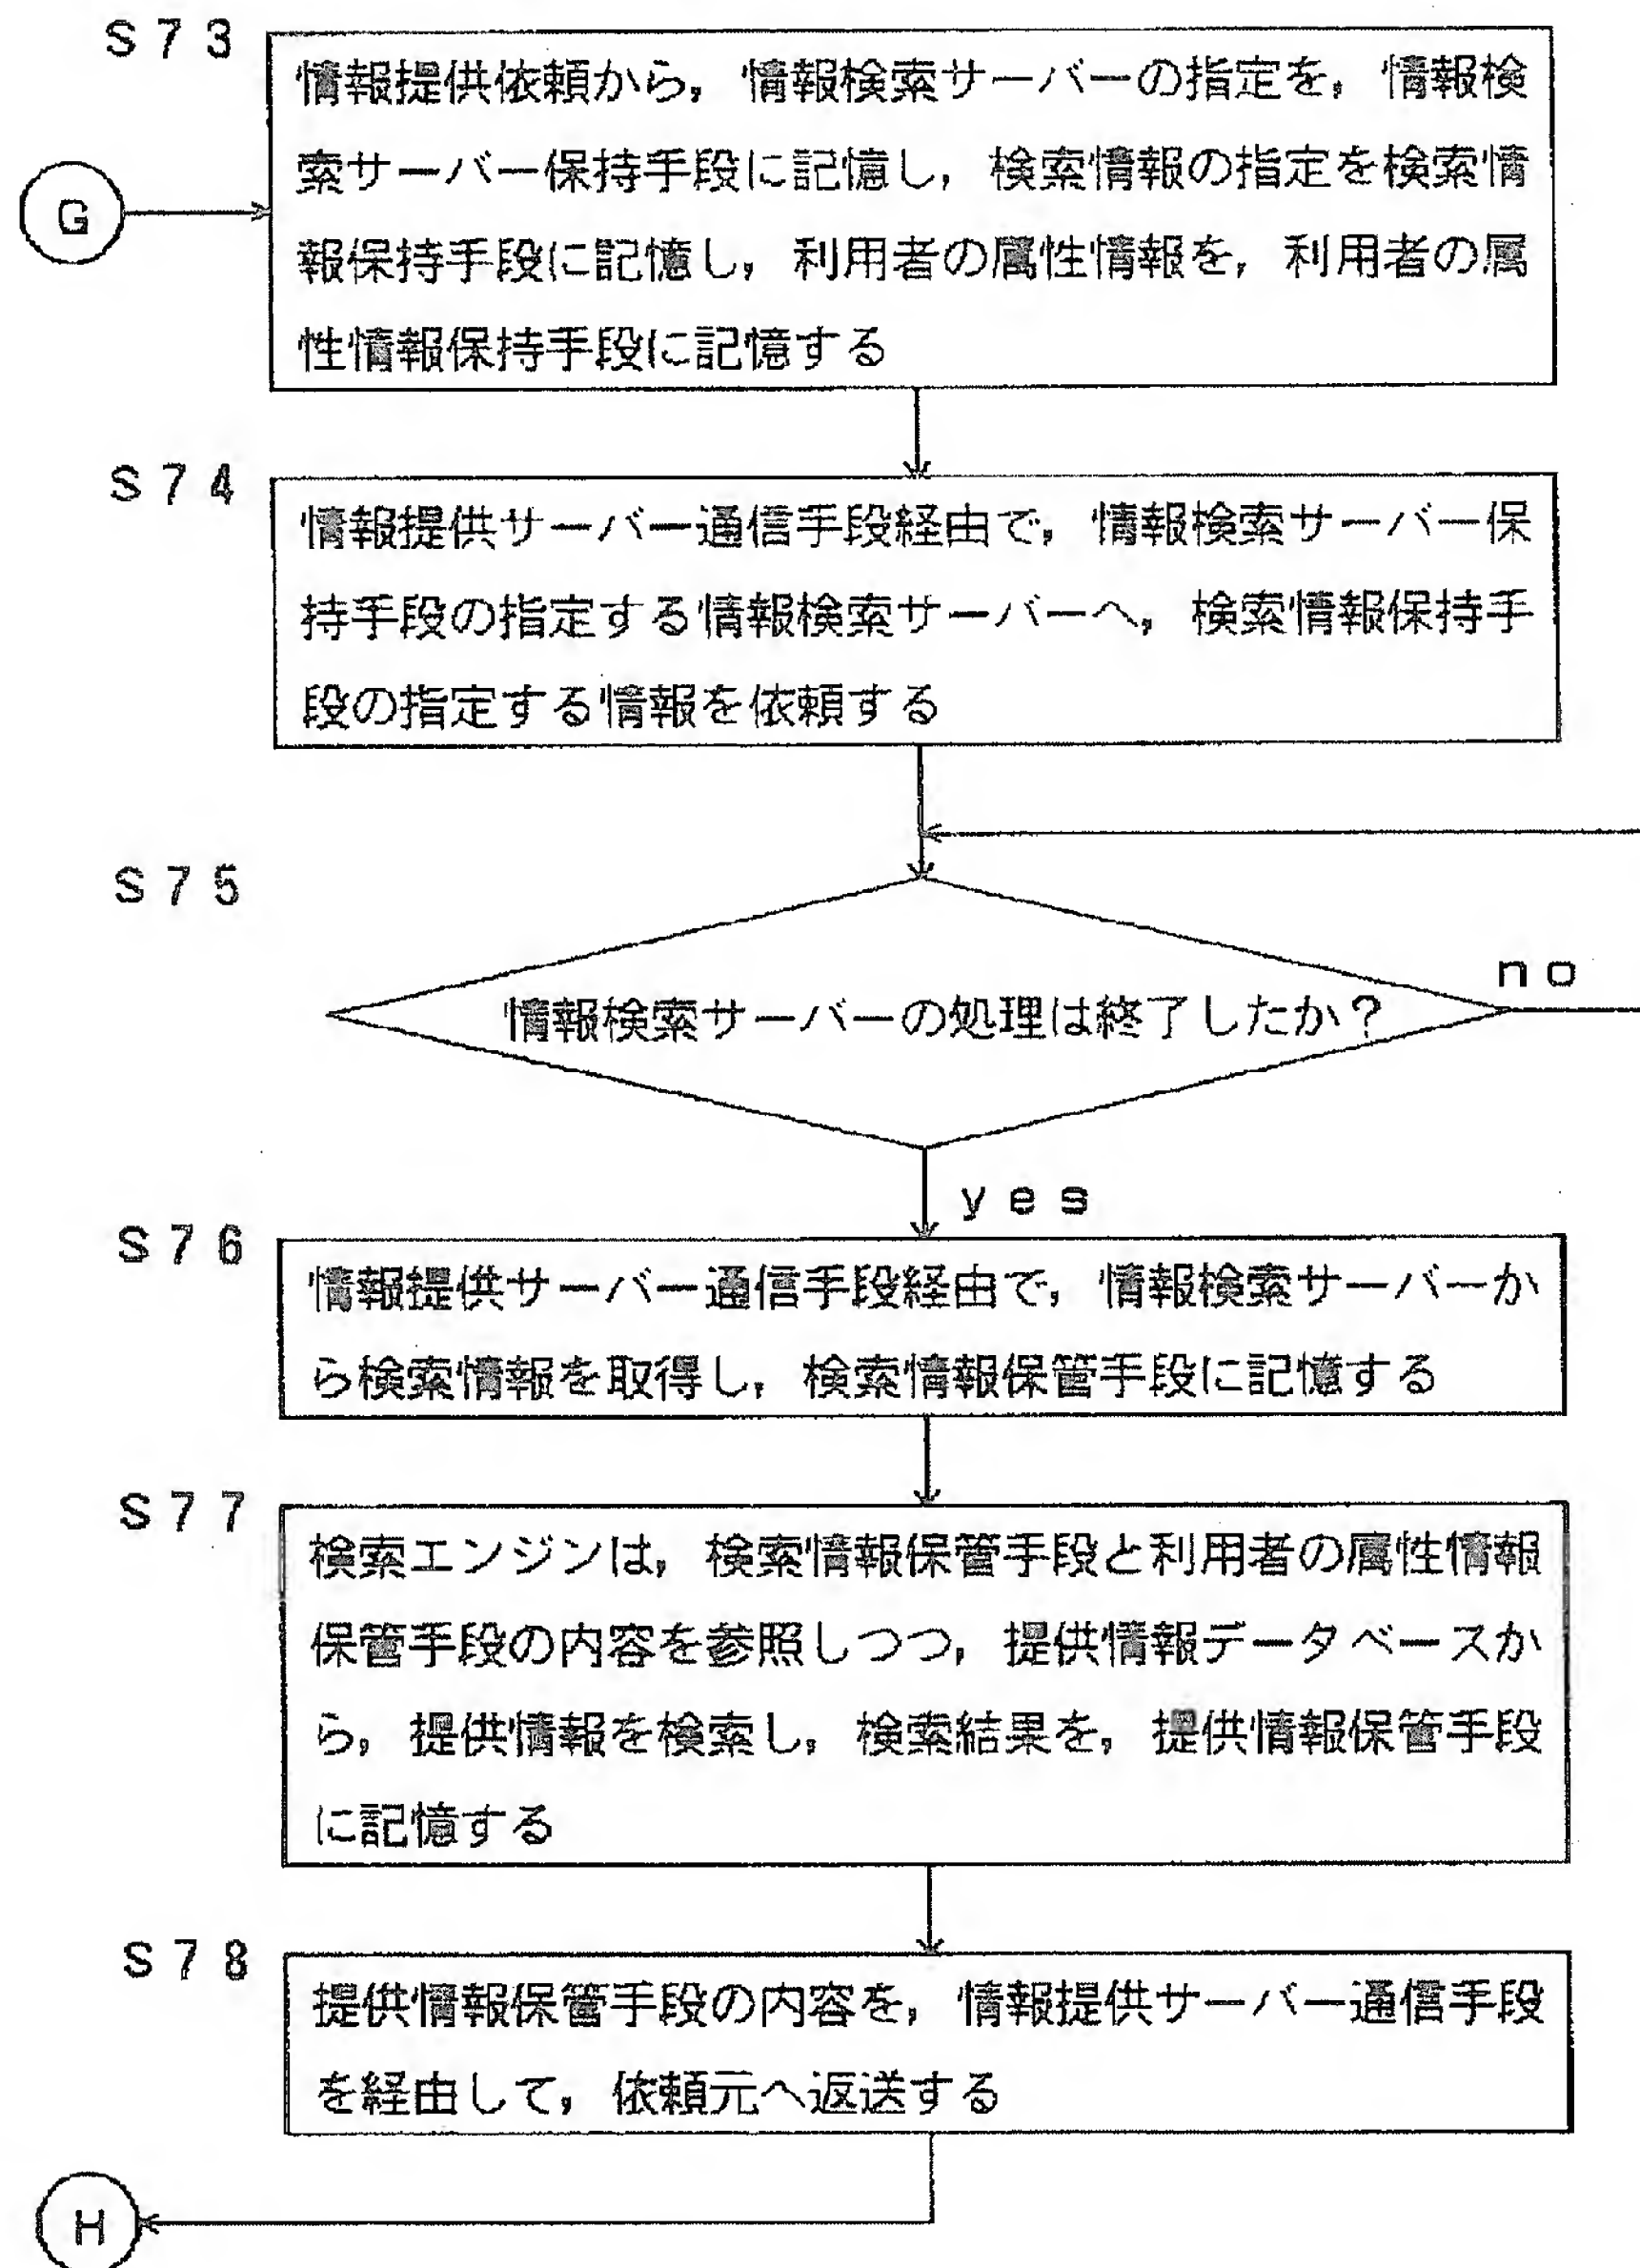 S73
情報提供依頼から，情報検索サーバーの指定を，情報検
索サーバー保持手段に記憶し，検索情報の指定を検索情
G
報保持手段に記憶し，利用者の属性情報を，利用者の属
性情報保持手段に記憶する
S74
情報提供サーバー通信手段経由で，情報検索サーバー保
持手段の指定する情報検索サーバーへ，検索情報保持手
段の指定する情報を依頼する
S75
no
情報検索サーバーの処理は終了したか？
yes
S76
情報提供サーバー通信手段経由で，情報検索サーバーか
ら検索情報を取得し，検索情報保管手段に記憶する
S77
検索エンジンは，検索情報保管手段と利用者の属性情報
保管手段の内容を参照しつつ，提供情報データベースか
ら，提供情報を検索し，検索結果を，提供情報保管手段
に記憶する
S78
提供情報保管手段の内容を，情報提供サーバー通信手段
を経由して，依頼元へ返送する
H